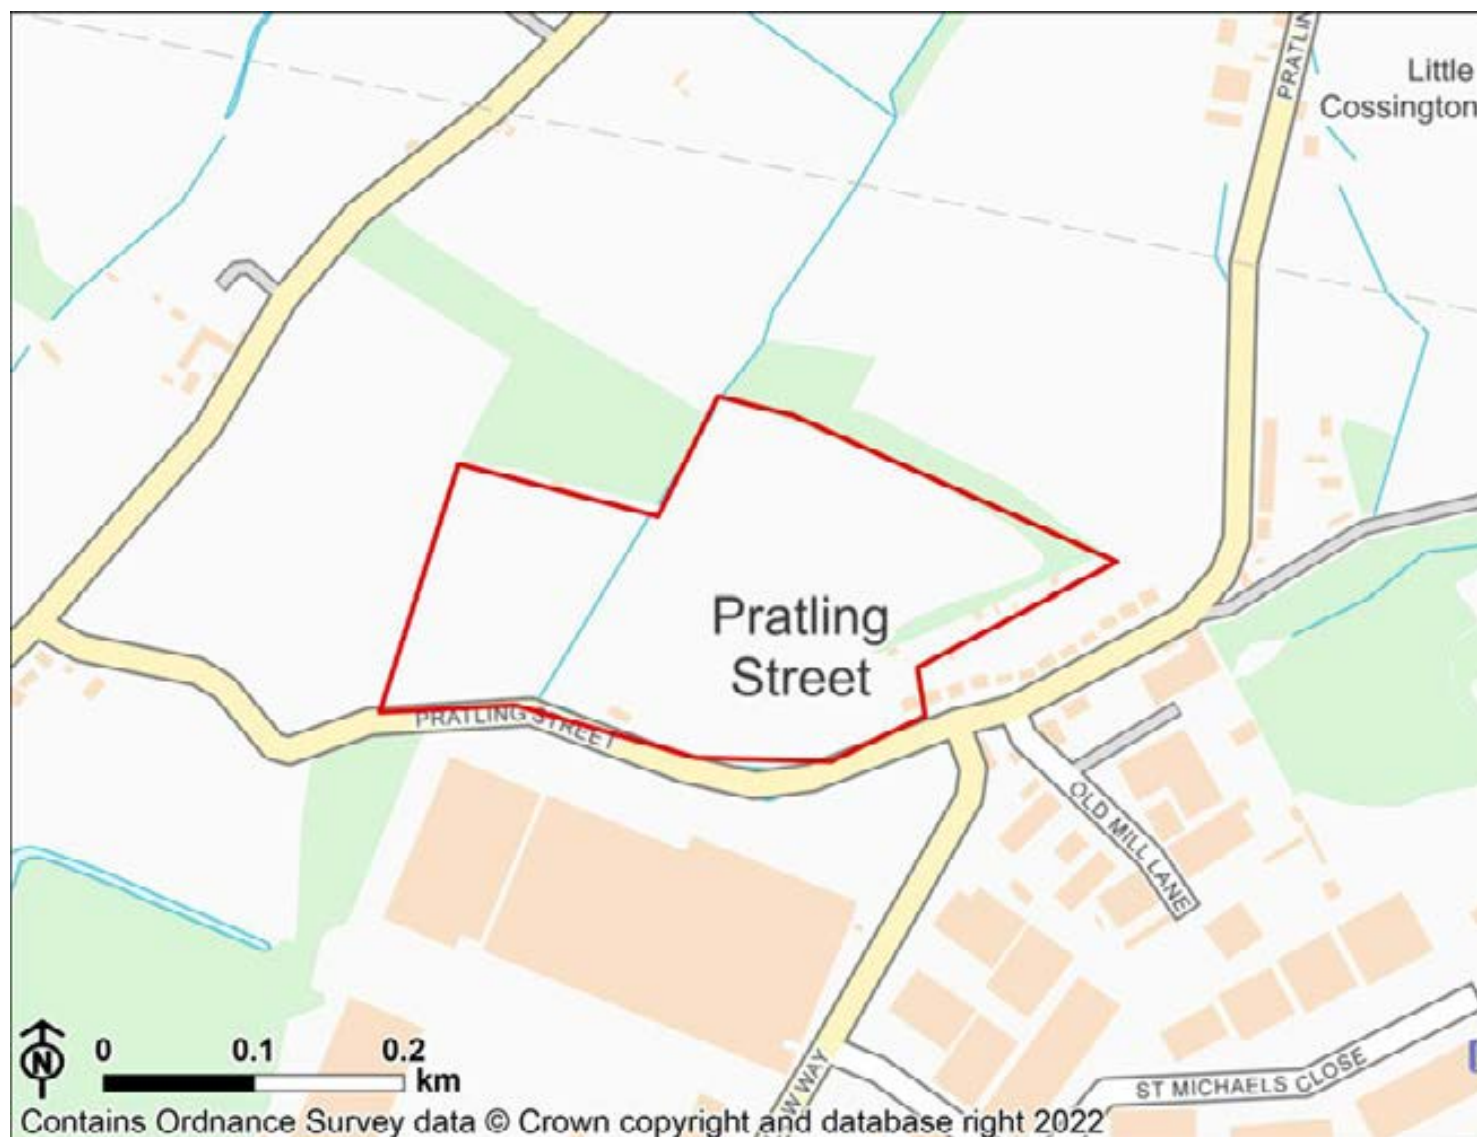 PRATLIN
Little
Cossington
Pratling
Street
PRATLING STREET
OLD MILL LANE
N
0 0.1 0.2
km
W WAY
ST MICHAELS CLOSE
Contains Ordnance Survey data © Crown copyright and database right 2022